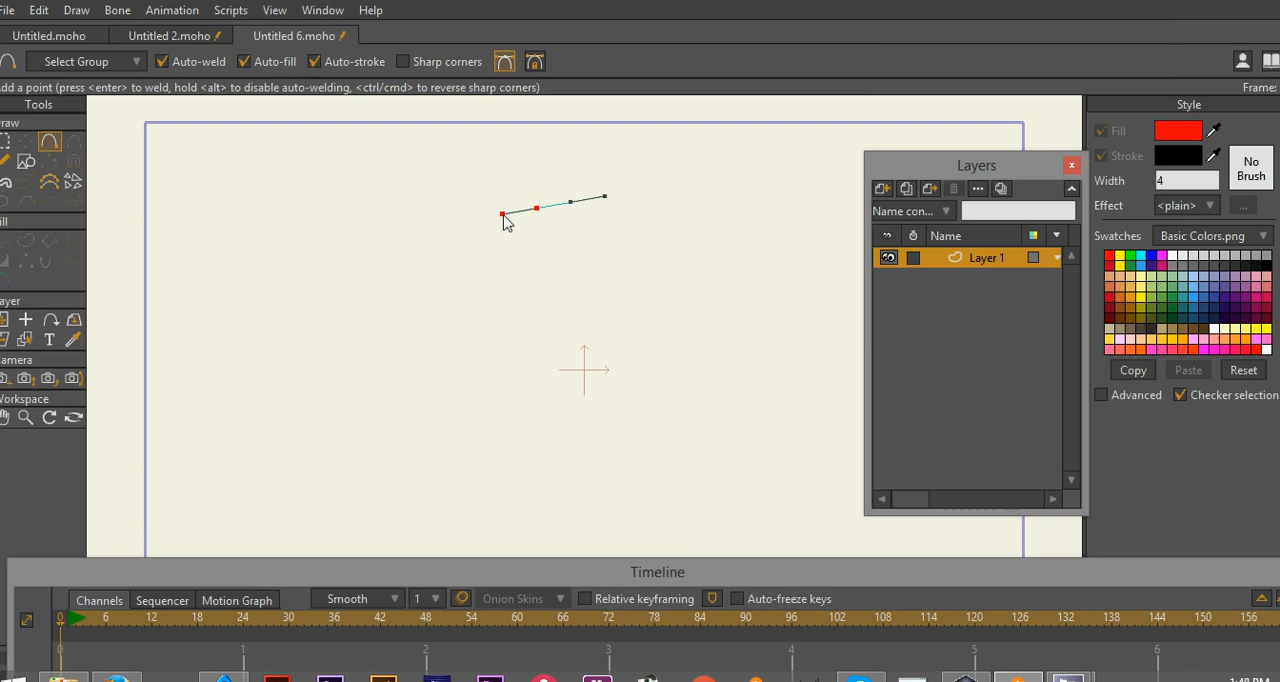 File Edit Draw Bone Animation Scripts View Window Help
Untitled.moho Untitled 2.moho Untitled 6.moho
Select Group Auto-weld Auto-fill Auto-stroke Sharp corners
dd a point (press <enter> to weld, hold <alt> to disable auto-welding, <ctrl/cmd> to reverse sharp corners) Frame:
Tools Style
raw
Fill
Stroke
No
Brush
Width 4
Effect <plain> ...
Swatches Basic Colors.png
Layers
Name con...
Name
Layer 1
ill
ayer
T
amera
orkspace
Copy Paste Reset
Advanced Checker selection
Timeline
Channels Sequencer Motion Graph Smooth 1 Onion Skins Relative keyframing Auto-freeze keys
0 6 12 18 24 30 36 42 48 54 60 66 72 78 84 90 96 102 108 114 120 126 132 138 144 150 156
0 1 2 3 4 5 6